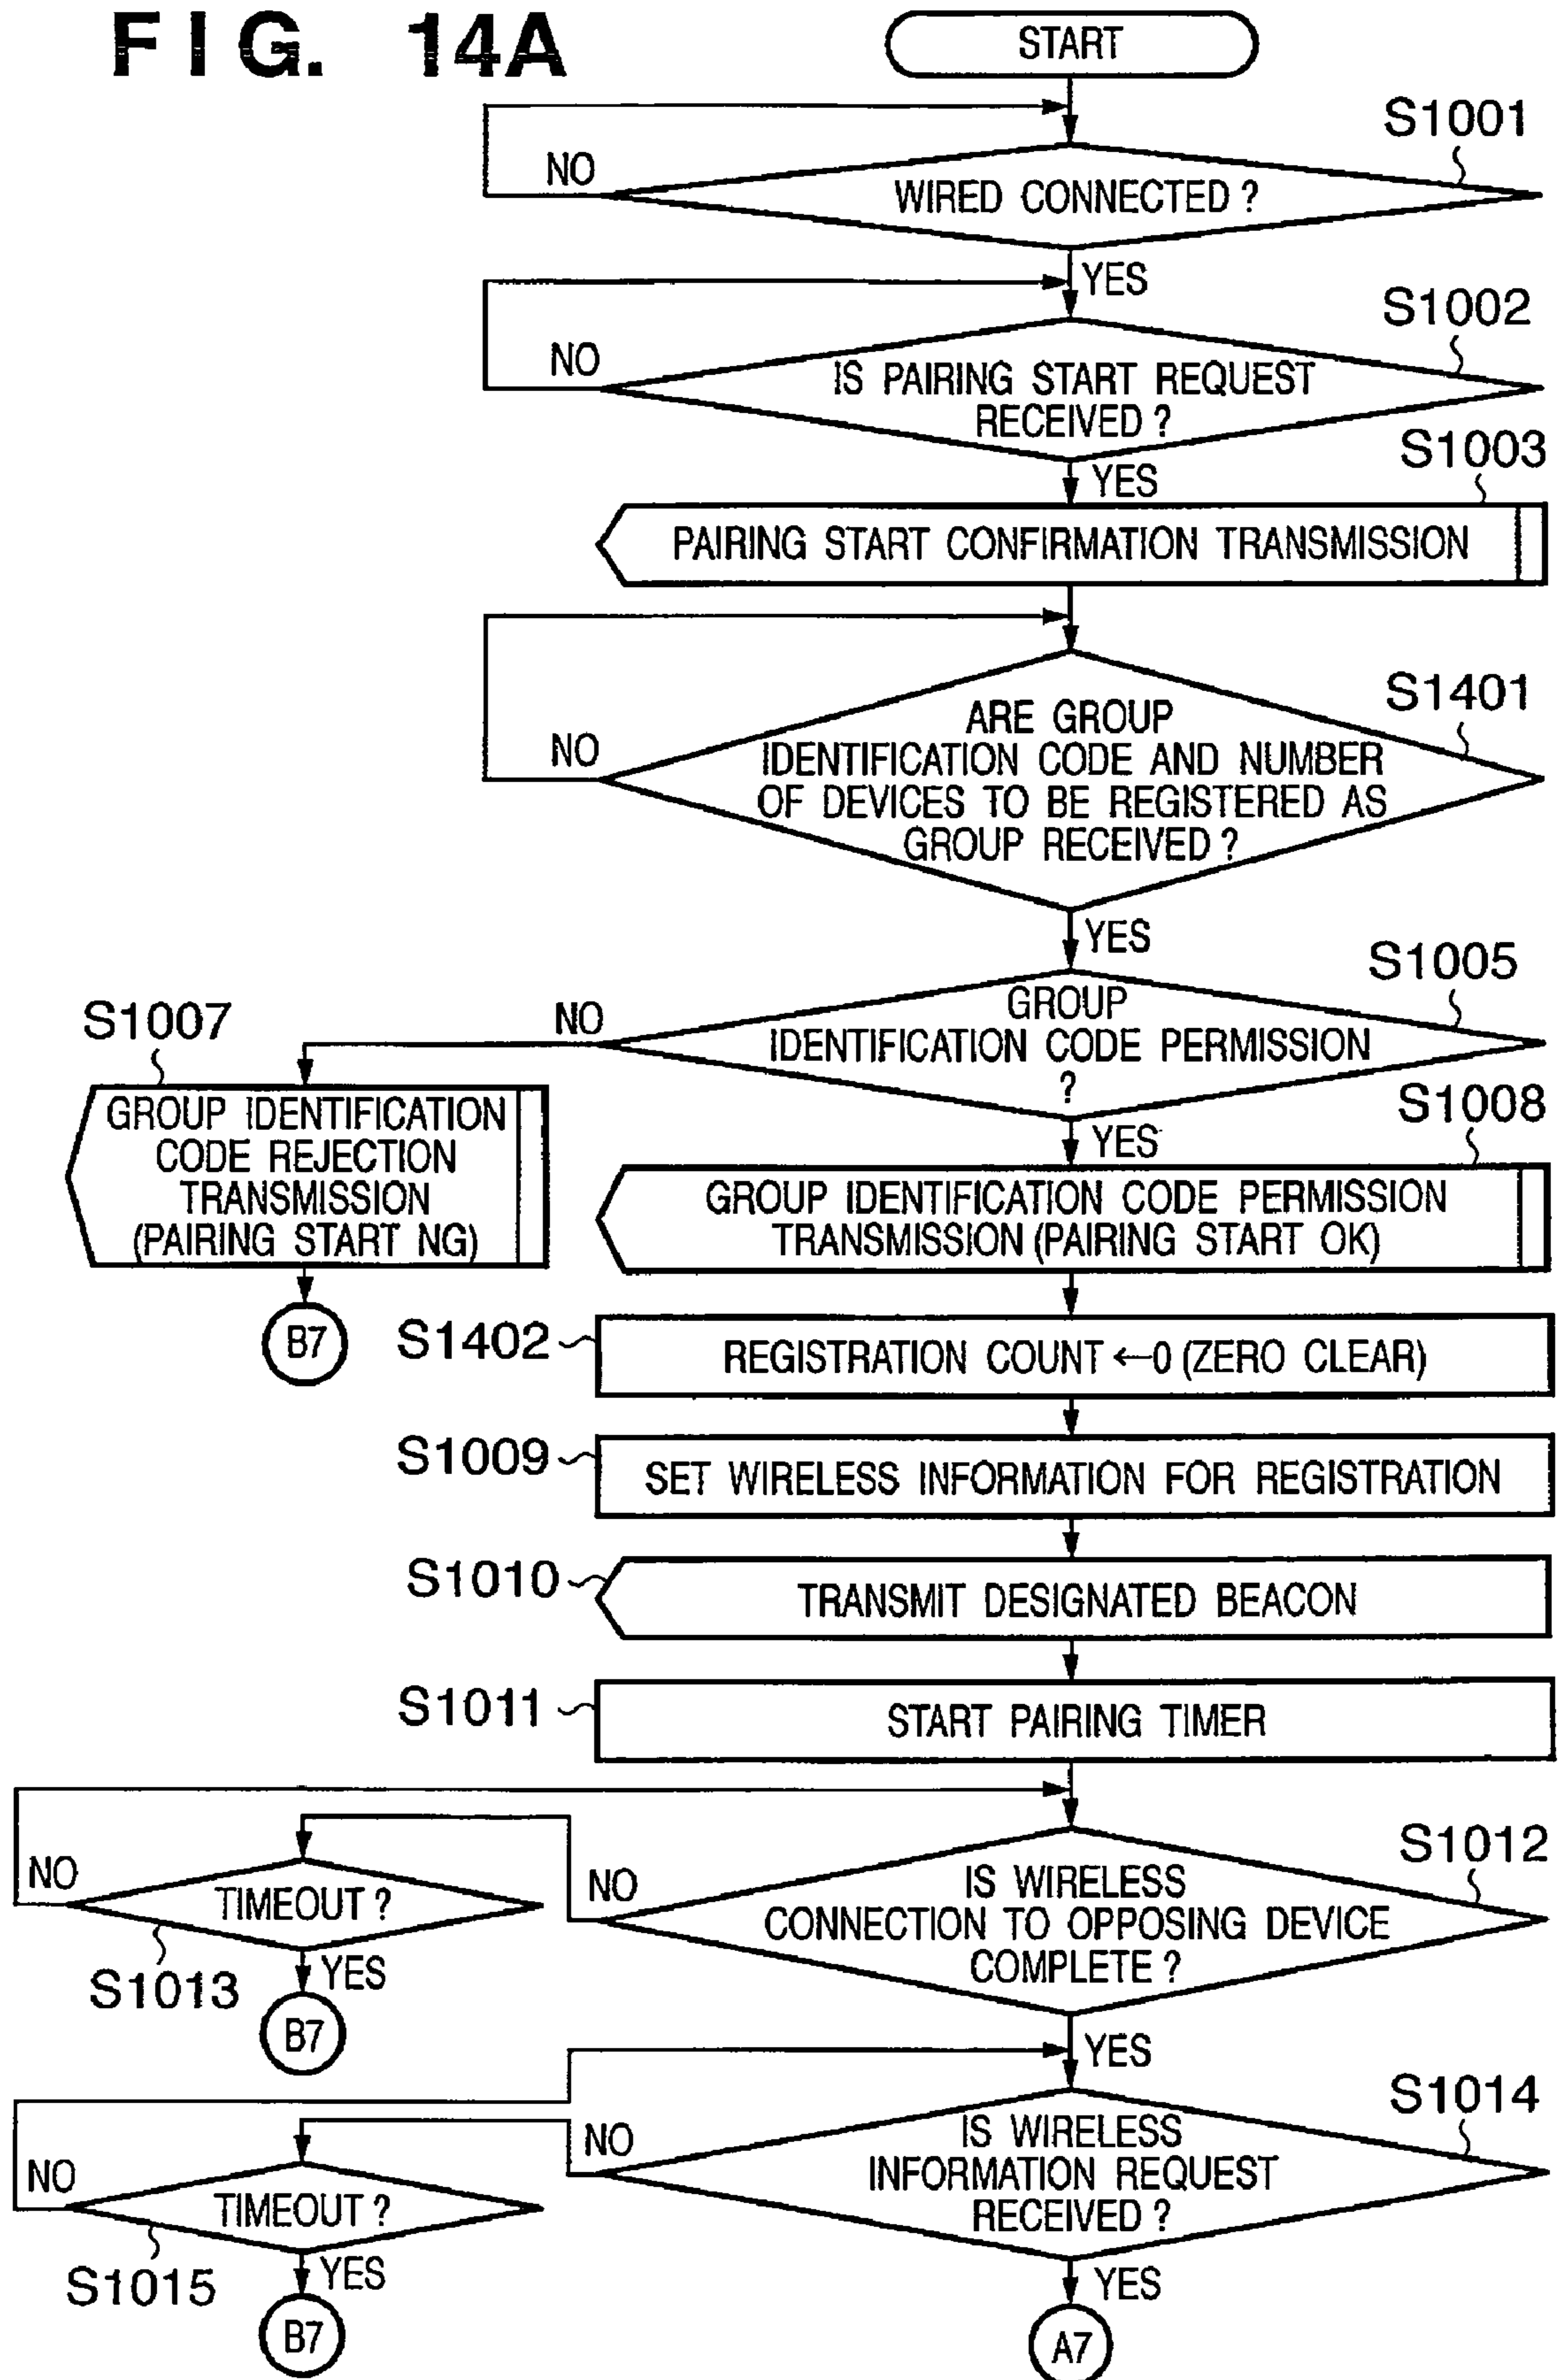 FIG. 14A
START
S1001
NO
WIRED CONNECTED ?
YES
S1002
NO
IS PAIRING START REQUEST
RECEIVED ?
S1003
YES
PAIRING START CONFIRMATION TRANSMISSION
S1401
NO
ARE GROUP
IDENTIFICATION CODE AND NUMBER
OF DEVICES TO BE REGISTERED AS
GROUP RECEIVED ?
YES
S1005
S1007
NO
GROUP
IDENTIFICATION CODE PERMISSION
?
S1008
GROUP IDENTIFICATION
CODE REJECTION
TRANSMISSION
(PAIRING START NG)
YES
GROUP IDENTIFICATION CODE PERMISSION
TRANSMISSION (PAIRING START OK)
B7
S1402
REGISTRATION COUNT ←0 (ZERO CLEAR)
S1009
SET WIRELESS INFORMATION FOR REGISTRATION
S1010
TRANSMIT DESIGNATED BEACON
S1011
START PAIRING TIMER
S1012
NO
TIMEOUT ?
NO
IS WIRELESS
CONNECTION TO OPPOSING DEVICE
COMPLETE ?
S1013
YES
B7
YES
S1014
NO
TIMEOUT ?
NO
IS WIRELESS
INFORMATION REQUEST
RECEIVED ?
S1015
YES
YES
B7
A7